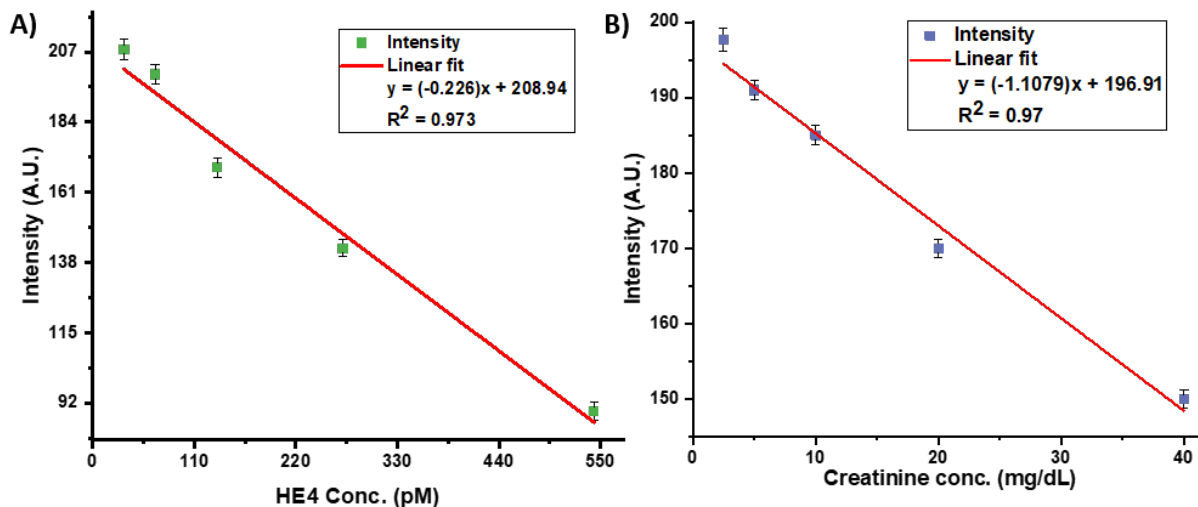 A)
Intensity (A.U.)
207
184
161
138
115
92
Intensity
Linear fit
y = (-0.226)x + 208.94
R² = 0.973
0 110 220 330 440 550
HE4 Conc. (pM)
B)
Intensity (A.U.)
200
190
180
170
160
150
Intensity
Linear fit
y = (-1.1079)x + 196.91
R² = 0.97
0 10 20 30 40
Creatinine conc. (mg/dL)